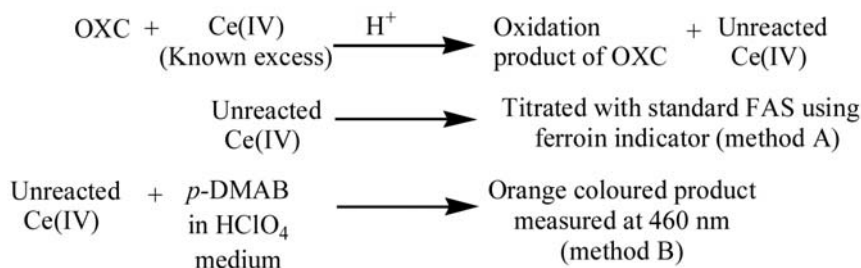 OXC + Ce(IV) H⁺ Oxidation + Unreacted
(Known excess) product of OXC Ce(IV)
Unreacted Titrated with standard FAS using
Ce(IV) ferroin indicator (method A)
Unreacted + p-DMAB Orange coloured product
Ce(IV) in HClO₄ measured at 460 nm
medium (method B)